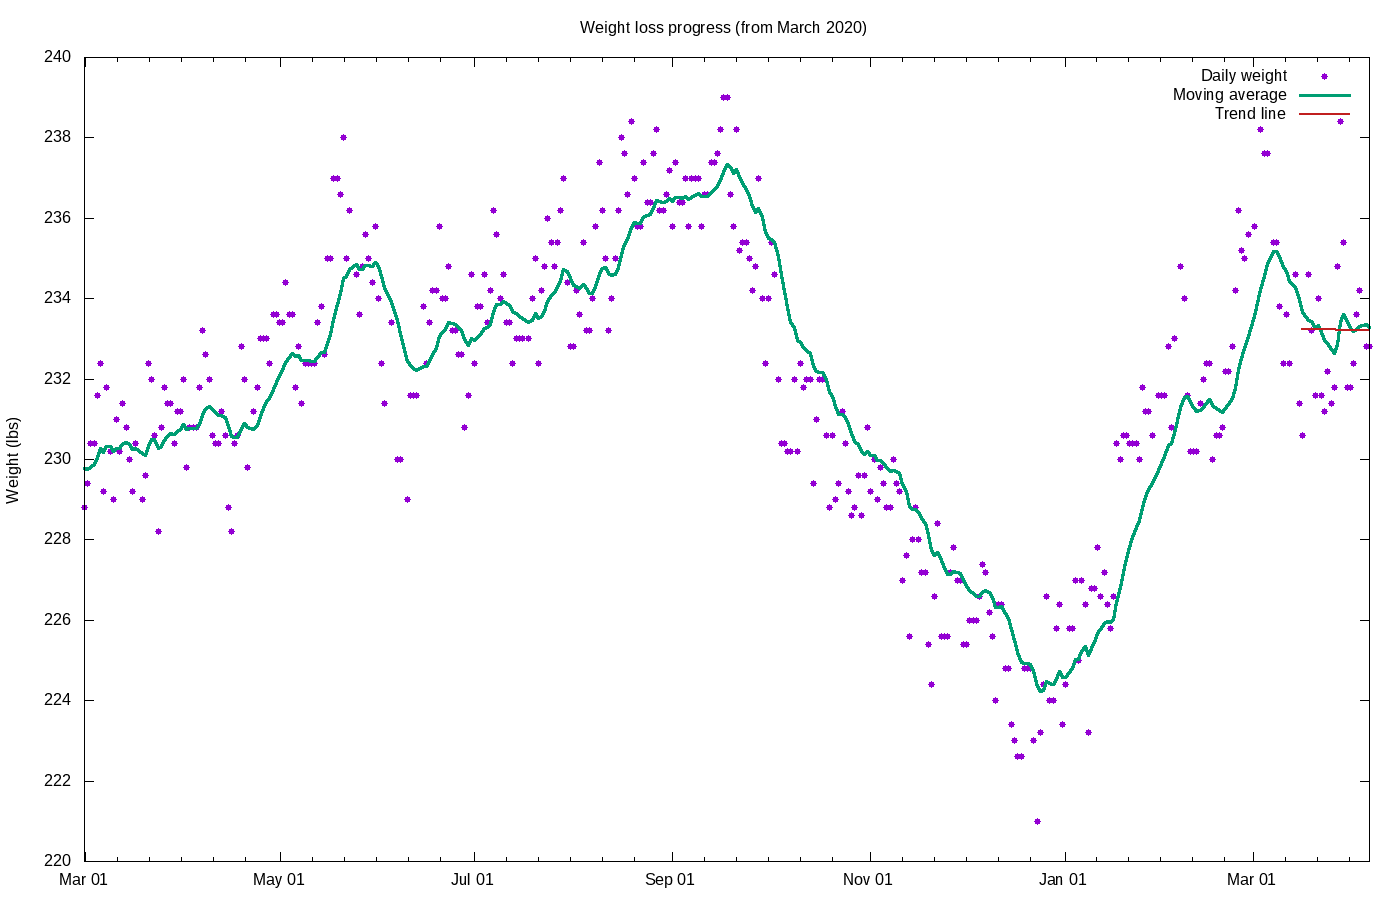 Weight loss progress (from March 2020)
Daily weight
Moving average
Trend line
Weight (lbs)
240
238
236
234
232
230
228
226
224
222
220
Mar 01
May 01
Jul 01
Sep 01
Nov 01
Jan 01
Mar 01